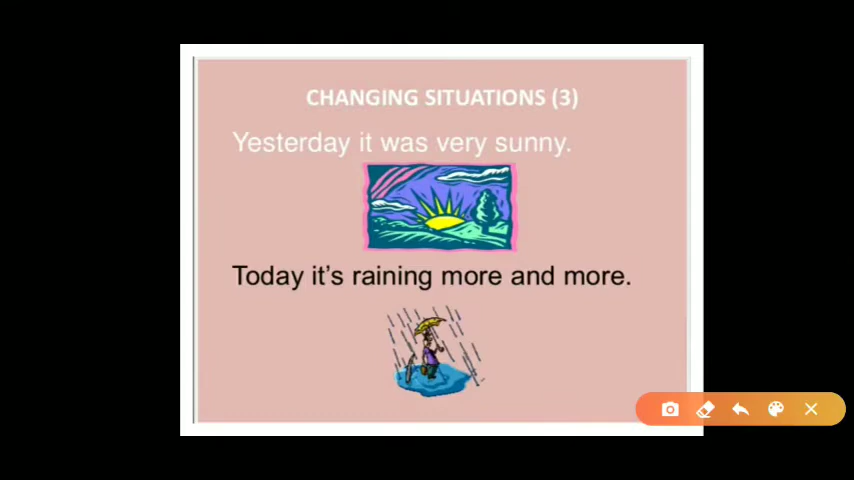 CHANGING SITUATIONS (3)
Yesterday it was very sunny.
Today it's raining more and more.